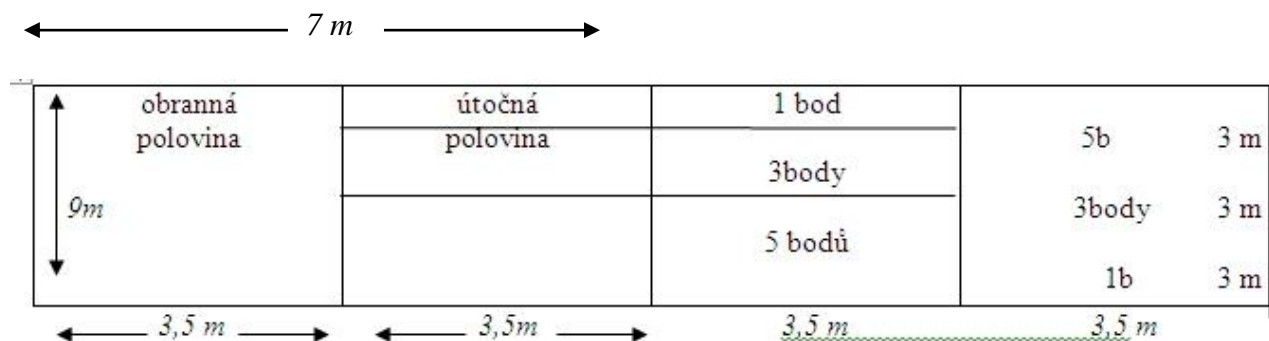 7 m
obranná
polovina
útočná
polovina
1 bod
3body
5 bodů
5b 3 m
3body 3 m
1b 3 m
9m
3,5 m 3,5m 3,5 m 3,5 m